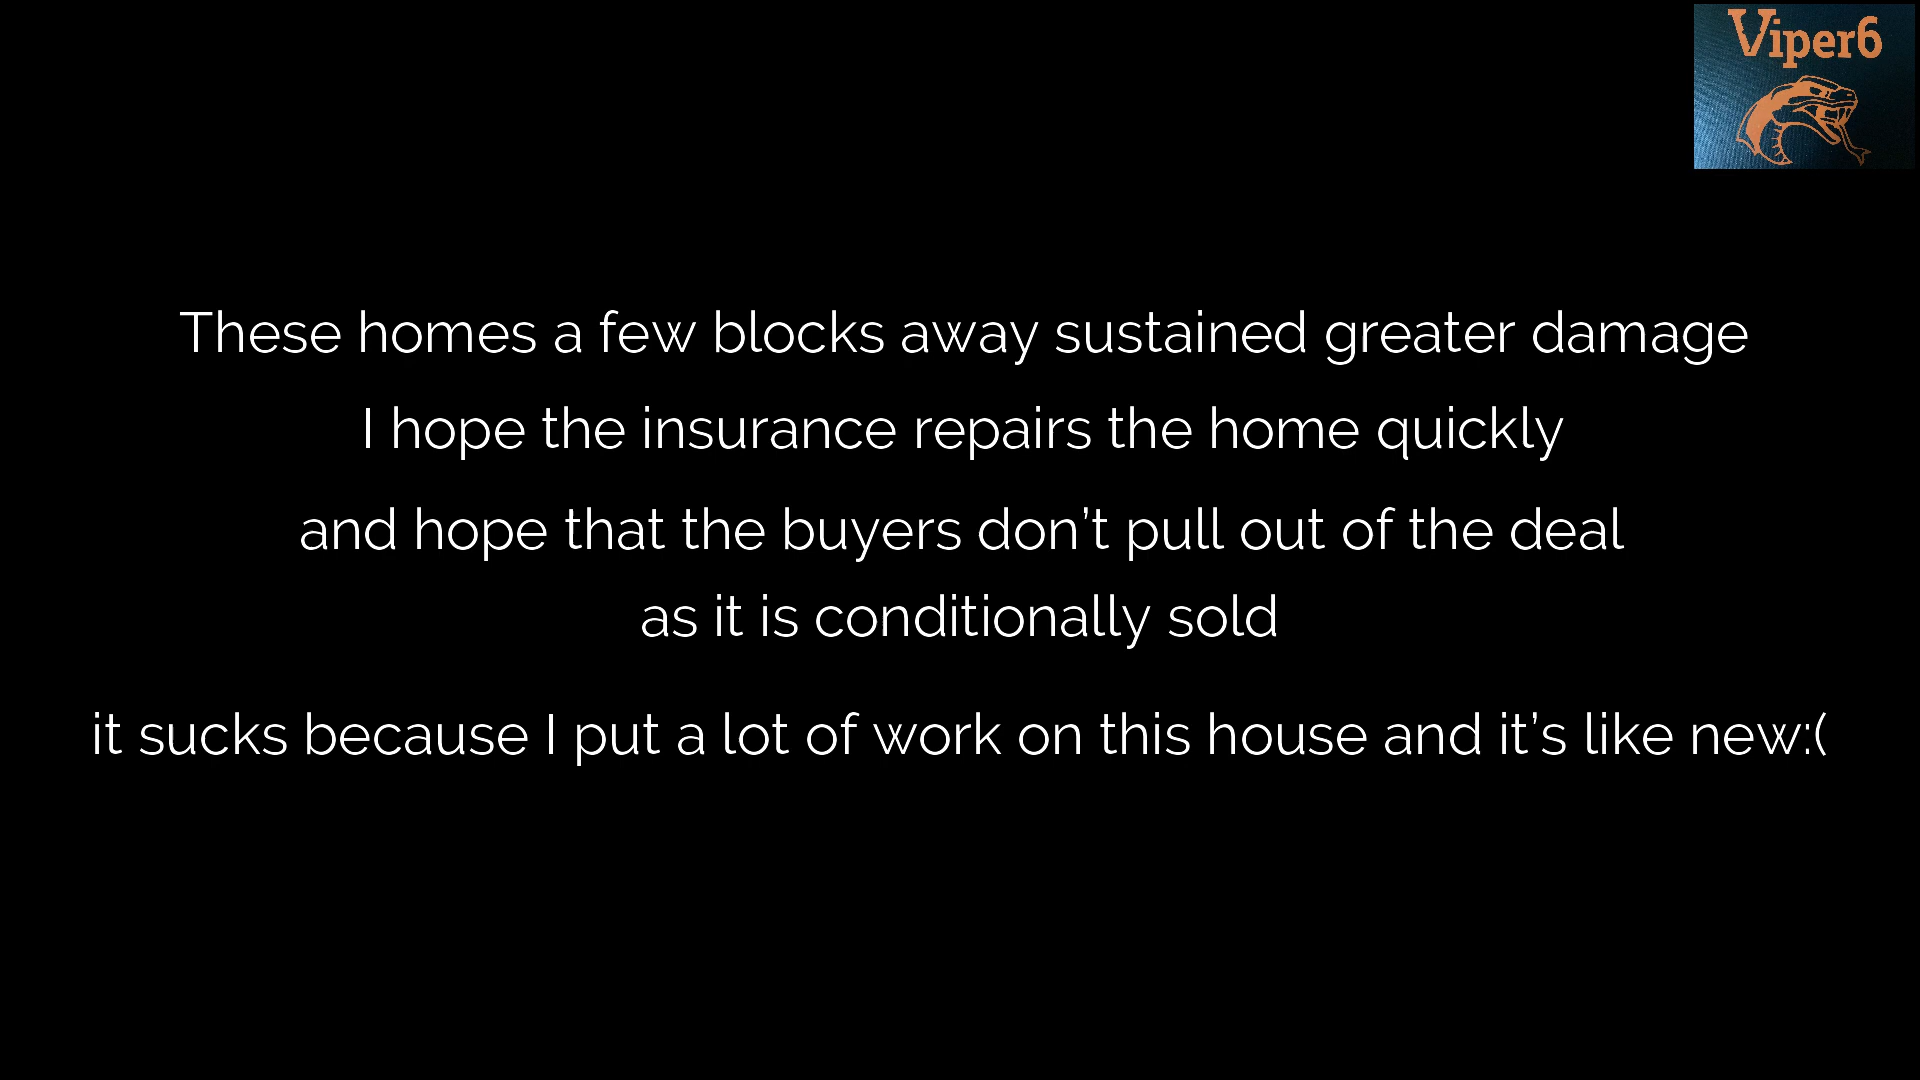 Viper6
These homes a few blocks away sustained greater damage
I hope the insurance repairs the home quickly
and hope that the buyers don't pull out of the deal
as it is conditionally sold
it sucks because I put a lot of work on this house and it's like new:(